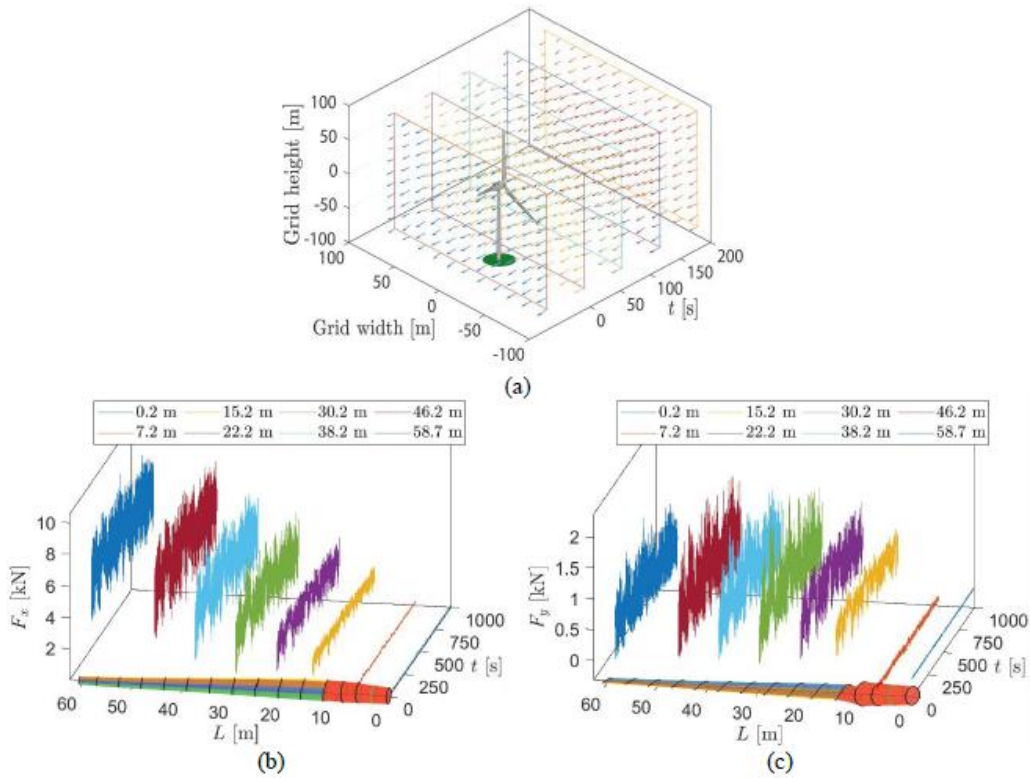 100
50
0
-50
-100
Grid height [m]
100
50
0
-50
-100
Grid width [m]
0
50
100
150
200
t [s]
(a)
0.2 m 15.2 m 30.2 m 46.2 m
7.2 m 22.2 m 38.2 m 58.7 m
10
8
6
4
2
F_x [kN]
60 50 40 30 20 10 0
L [m]
0
250
500
750
1000
t [s]
(b)
0.2 m 15.2 m 30.2 m 46.2 m
7.2 m 22.2 m 38.2 m 58.7 m
2
1.5
1
0.5
0
F_y [kN]
60 50 40 30 20 10 0
L [m]
0
250
500
750
1000
t [s]
(c)